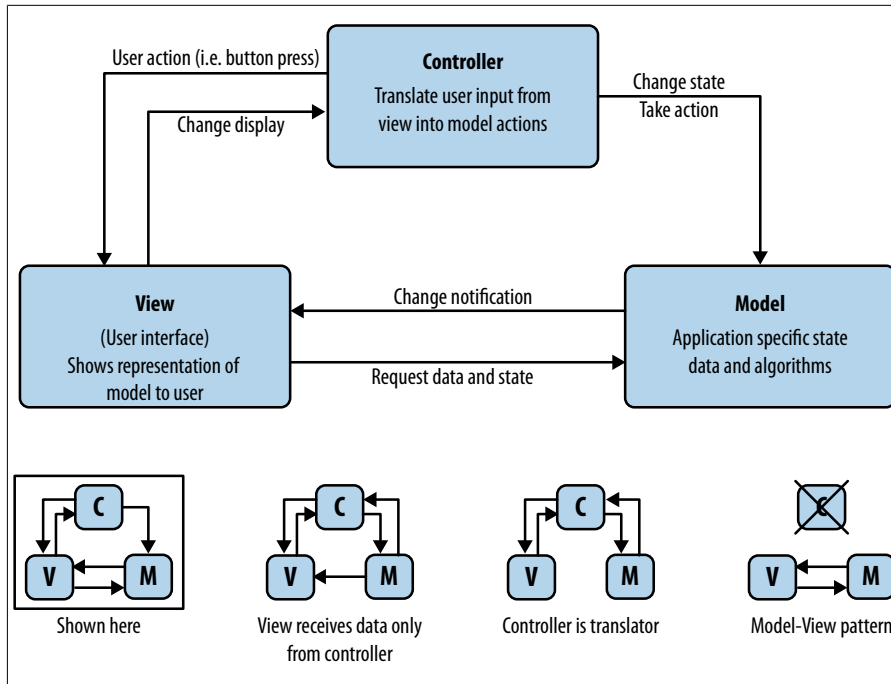 User action (i.e. button press)
Change display
Controller
Translate user input from
view into model actions
Change state
Take action
View
(User interface)
Shows representation of
model to user
Change notification
Request data and state
Model
Application specific state
data and algorithms
C
V
M
Shown here
C
V
M
View receives data only
from controller
C
V
M
Controller is translator
C
V
M
Model-View pattern